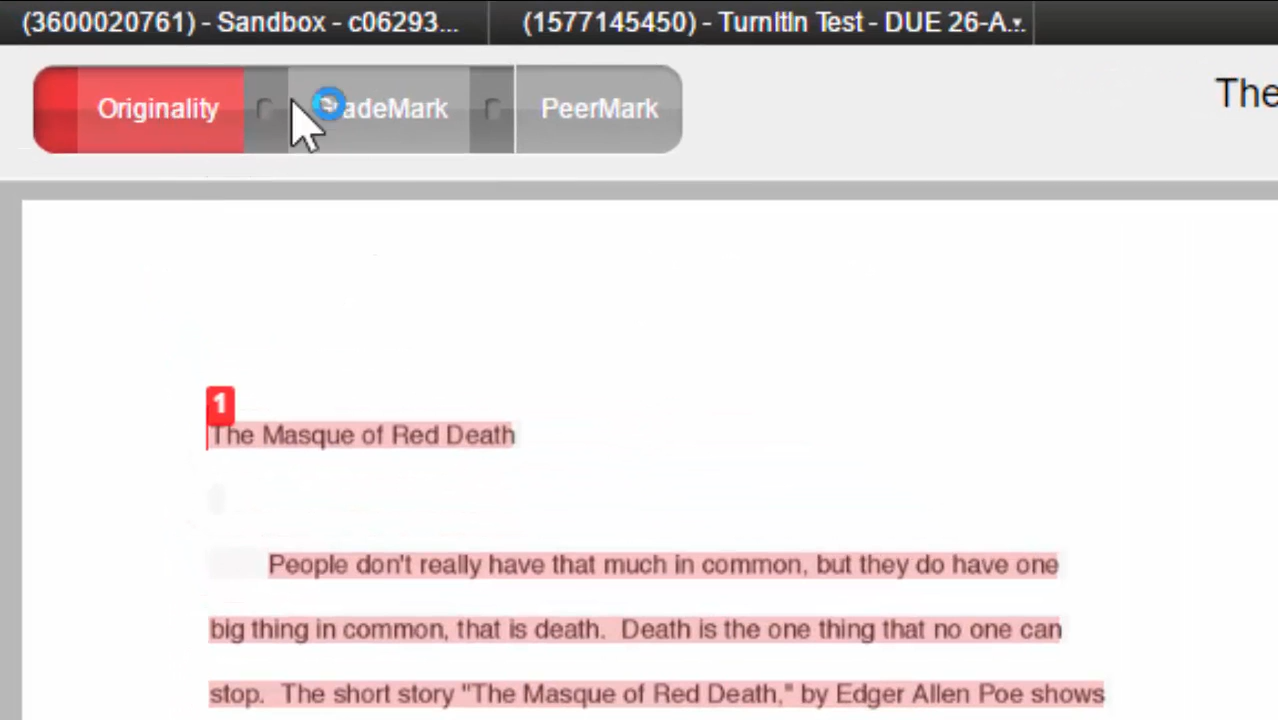 (3600020761) - Sandbox - c06293... (1577145450) - TurnItIn Test - DUE 26-A...
Originality adeMark PeerMark The
1
The Masque of Red Death
People don't really have that much in common, but they do have one
big thing in common, that is death.  Death is the one thing that no one can
stop.  The short story "The Masque of Red Death," by Edger Allen Poe shows